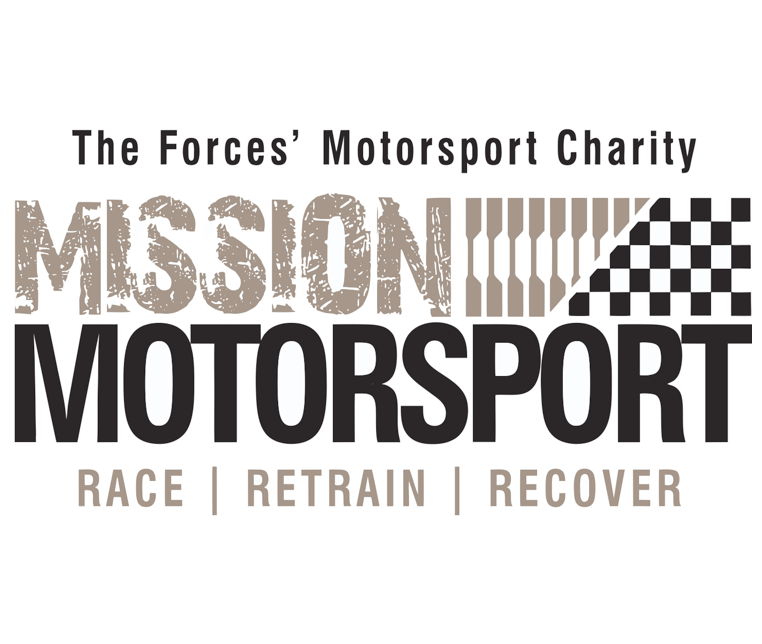 The Forces’ Motorsport Charity
MISSION
MOTORSPORT
RACE | RETRAIN | RECOVER